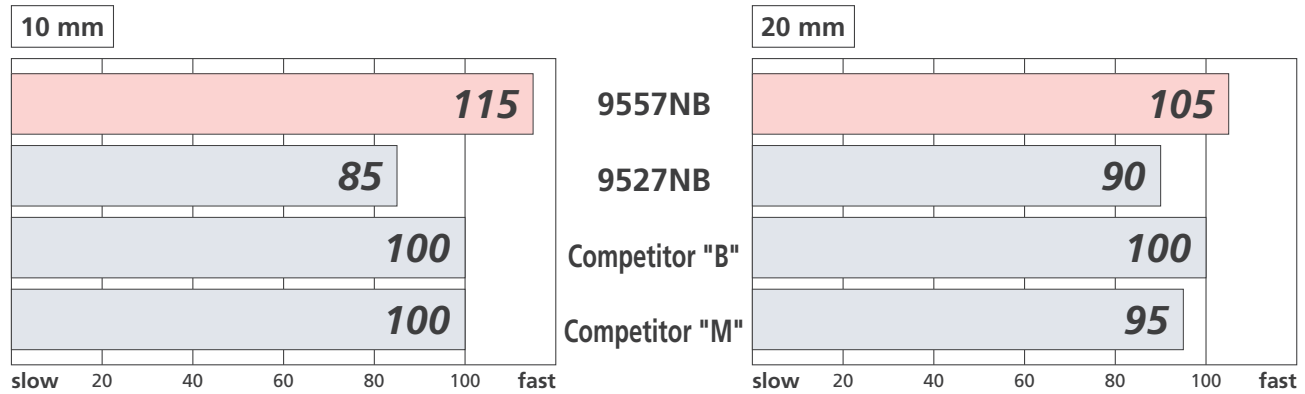 10 mm
20 mm
115
9557NB
105
85
9527NB
90
100
Competitor "B"
100
100
Competitor "M"
95
slow 20 40 60 80 100 fast
slow 20 40 60 80 100 fast